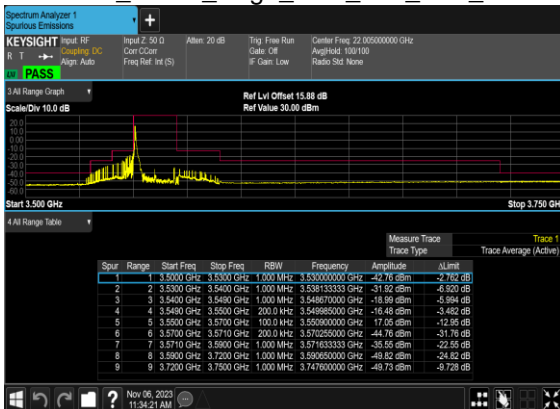 Spectrum Analyzer 1
Spurious Emissions
+
KEYSIGHT Input: RF Input Z: 50 Ω Atten: 20 dB Trig: Free Run Center Freq: 22.005000000 GHz
R T Coupling: DC Corr CCorr Gate: Off Avg|Hold: 100/100
Align: Auto Freq Ref: Int (S) IF Gain: Low Radio Std: None
PASS
3 All Range Graph
Ref Lvl Offset 15.88 dB
Scale/Div 10.0 dB Ref Value 30.00 dBm
20.0
10.0
0.00
-10.0
-20.0
-30.0
-40.0
-50.0
-60.0
Start 3.500 GHz Stop 3.750 GH
4 All Range Table
Measure Trace Trace 1
Trace Type Trace Average (Active)
Spur Range Start Freq Stop Freq RBW Frequency Amplitude ΔLimit
1 1 3.5000 GHz 3.5300 GHz 1.000 MHz 3.530000000 GHz -42.76 dBm -2.762 dB
2 2 3.5300 GHz 3.5400 GHz 1.000 MHz 3.538133333 GHz -31.92 dBm -6.920 dB
3 3 3.5400 GHz 3.5490 GHz 1.000 MHz 3.548670000 GHz -18.99 dBm -5.994 dB
4 4 3.5490 GHz 3.5500 GHz 200.0 kHz 3.549985000 GHz -16.48 dBm -3.482 dB
5 5 3.5500 GHz 3.5700 GHz 100.0 kHz 3.550900000 GHz 17.05 dBm -12.95 dB
6 6 3.5700 GHz 3.5710 GHz 200.0 kHz 3.570255000 GHz -44.76 dBm -31.76 dB
7 7 3.5710 GHz 3.5900 GHz 1.000 MHz 3.571633333 GHz -35.55 dBm -22.55 dB
8 8 3.5900 GHz 3.7200 GHz 1.000 MHz 3.590650000 GHz -49.82 dBm -24.82 dB
9 9 3.7200 GHz 3.7500 GHz 1.000 MHz 3.747600000 GHz -49.73 dBm -9.728 dB
? Nov 06, 2023
11:34:21 AM